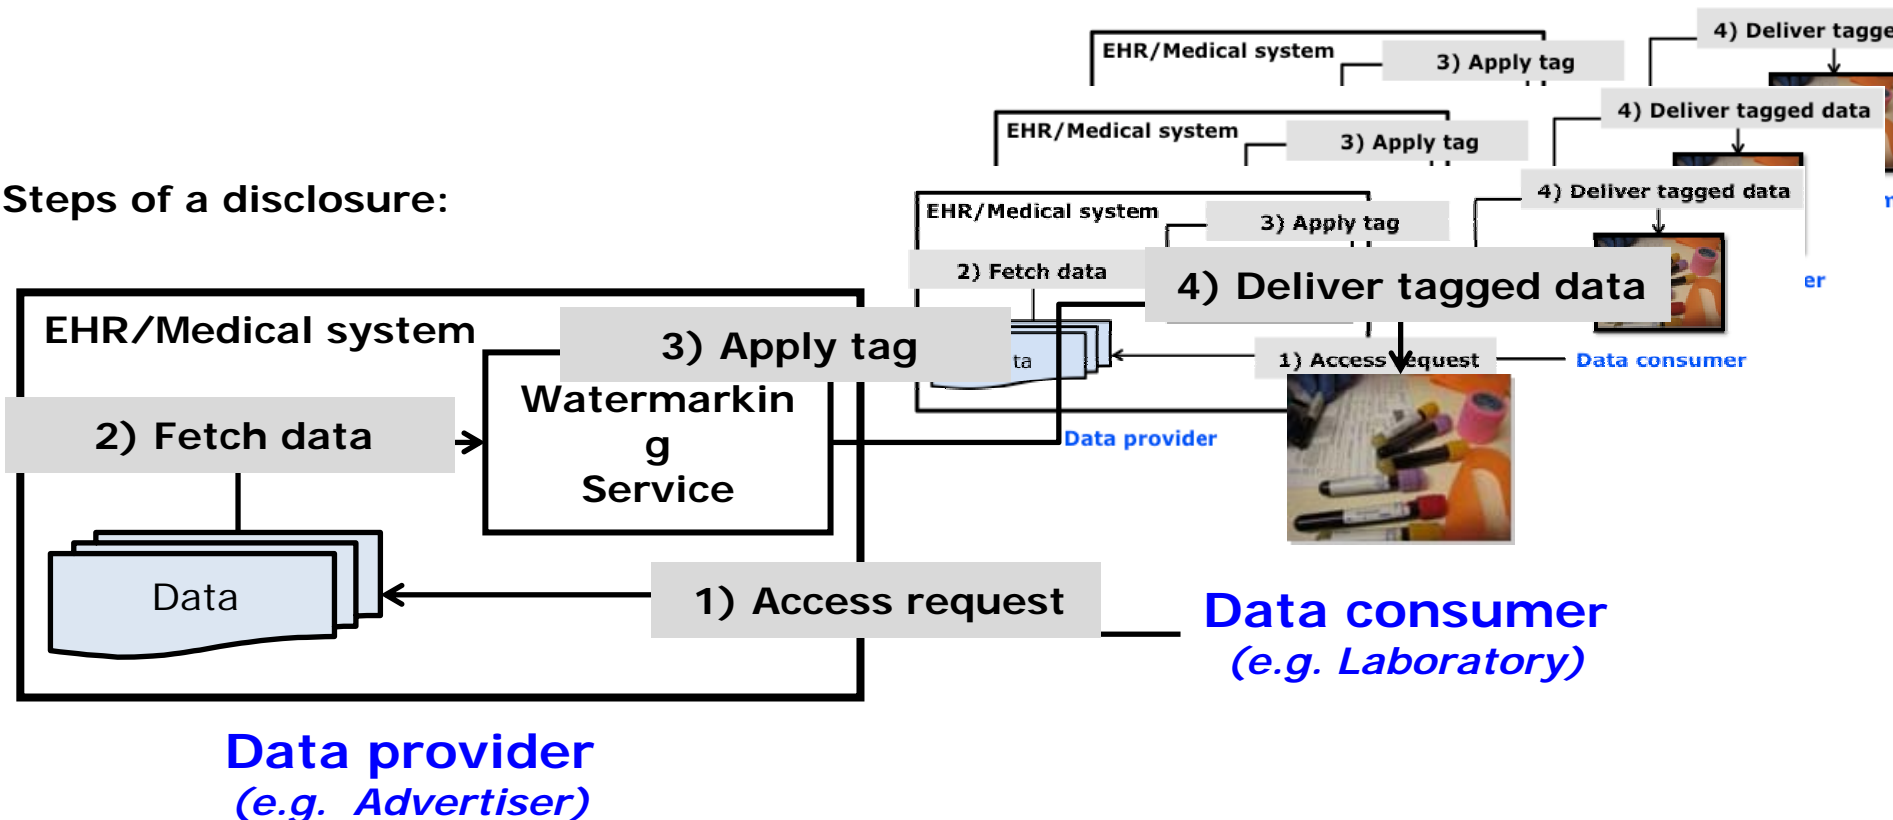 4) Deliver tagge
EHR/Medical system
3) Apply tag
4) Deliver tagged data
EHR/Medical system
3) Apply tag
Steps of a disclosure:
4) Deliver tagged data
EHR/Medical system
3) Apply tag
2) Fetch data
er
4) Deliver tagged data
EHR/Medical system
3) Apply tag
ta
1) Access equest
Data consumer
Watermarkin
g
Service
2) Fetch data
Data provider
Data
1) Access request
Data consumer
(e.g. Laboratory)
Data provider
(e.g. Advertiser)